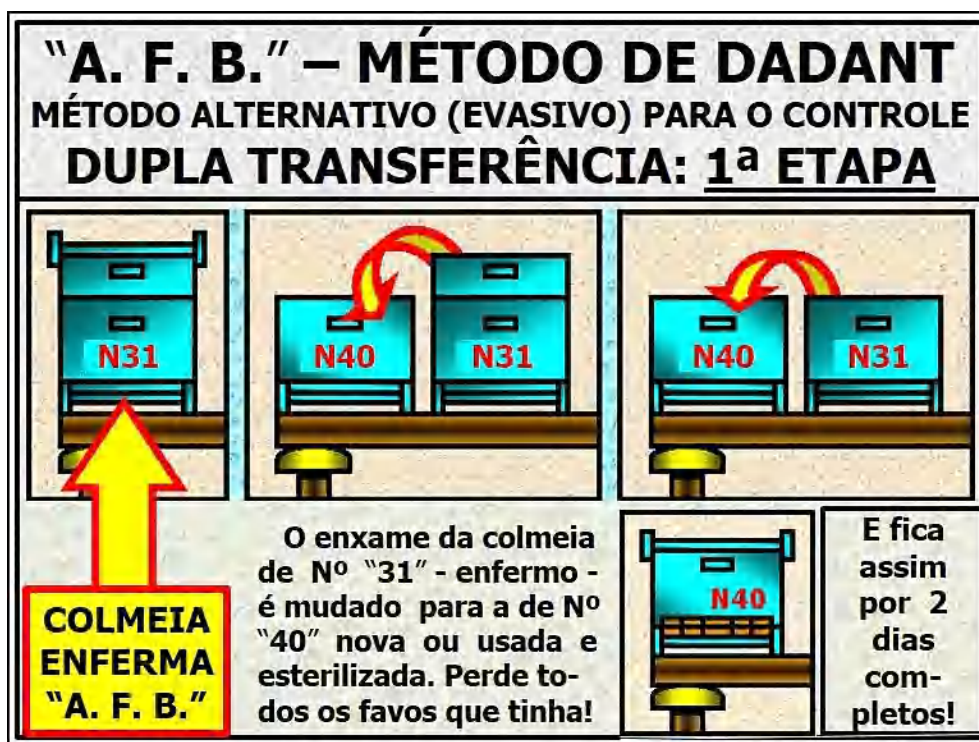 “A. F. B.” – MÉTODO DE DADANT
MÉTODO ALTERNATIVO (EVASIVO) PARA O CONTROLE
DUPLA TRANSFERÊNCIA: 1ª ETAPA
N31
N40
N31
N40
N31
COLMEIA
ENFERMA
“A. F. B.”
O enxame da colmeia
de Nº “31” - enfermo -
é mudado para a de Nº
“40” nova ou usada e
esterilizada. Perde to-
dos os favos que tinha!
N40
E fica
assim
por 2
dias
com-
pletos!